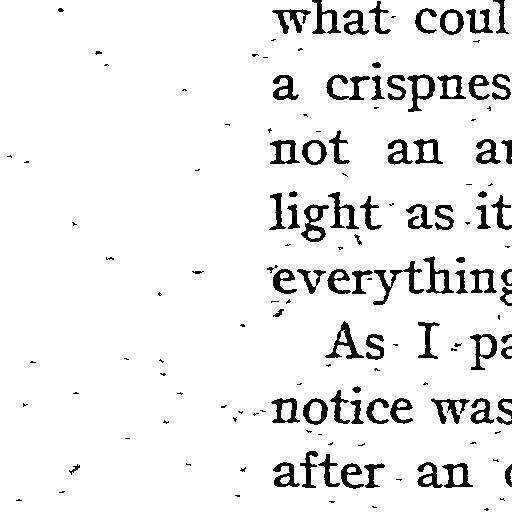 what coul
a crispnes
not an a
light as it
everything
As I pa
notice was
after an